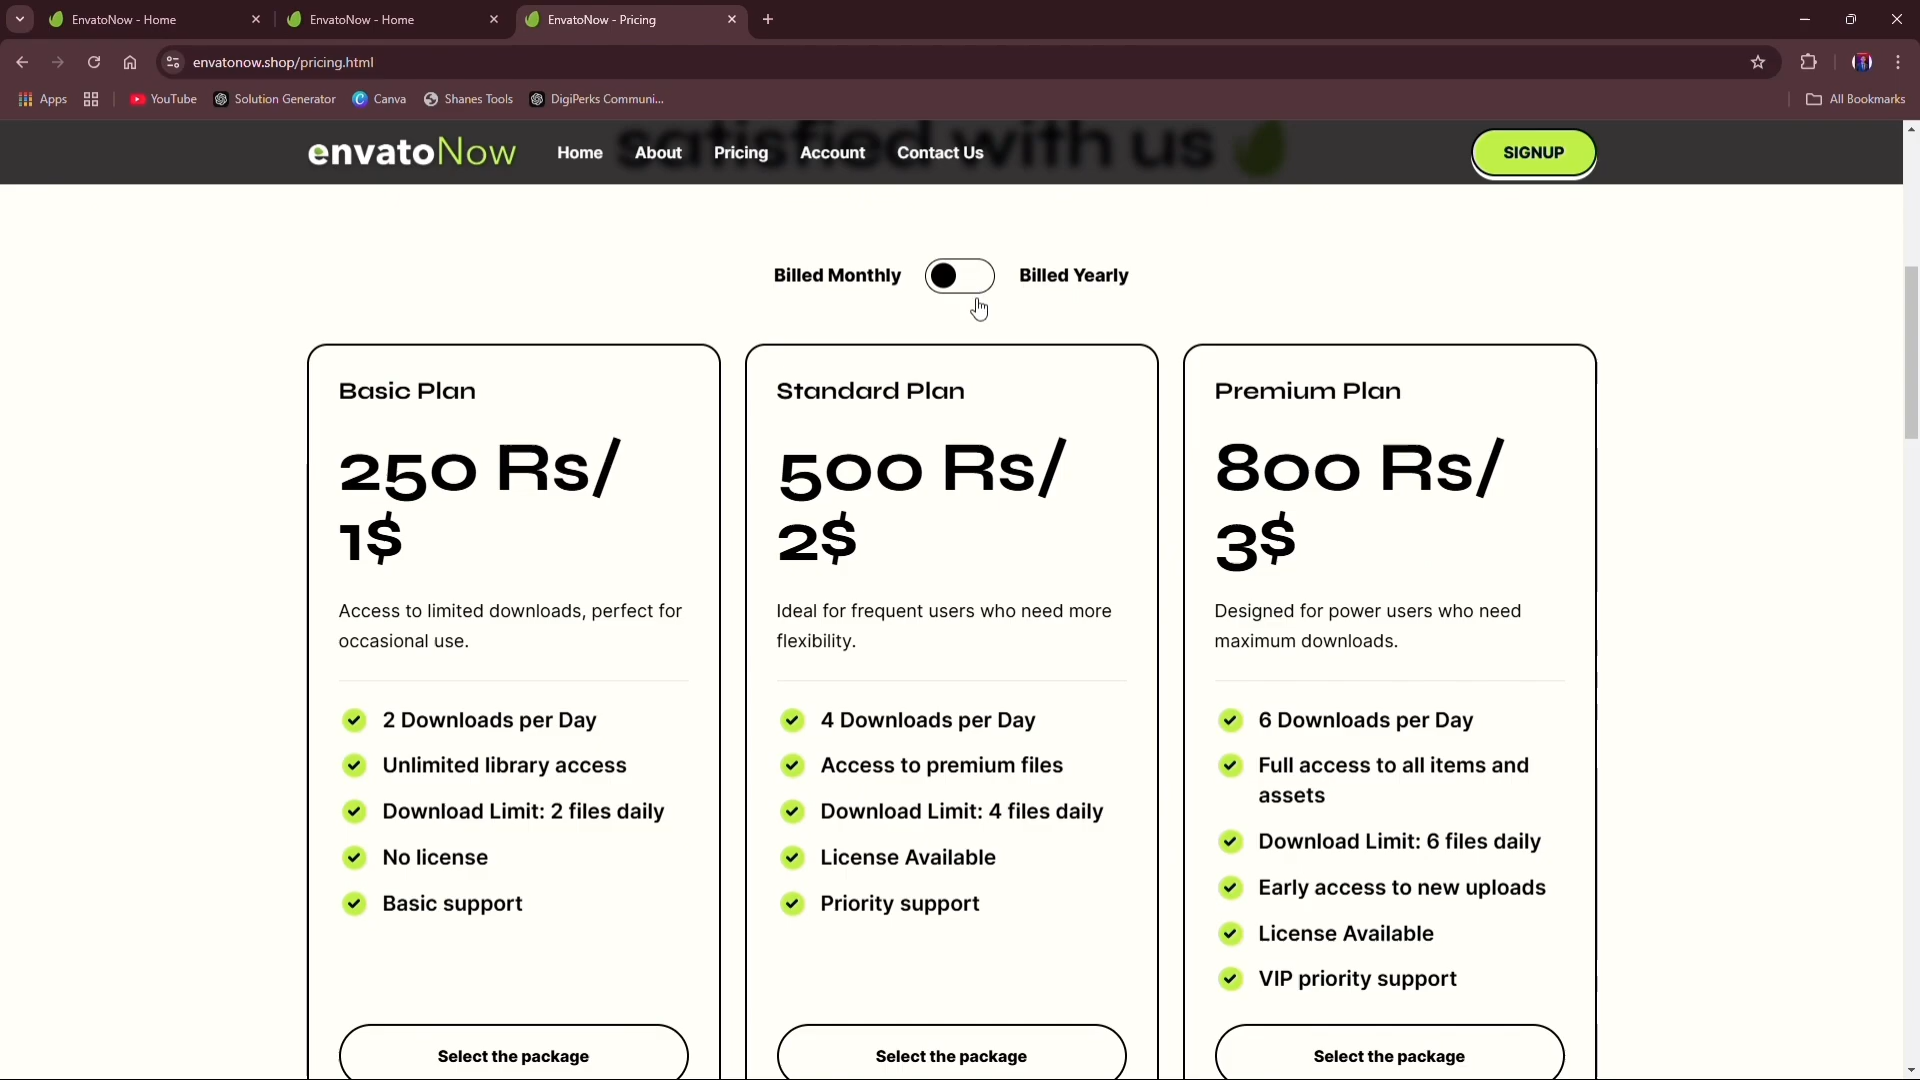 EnvatoNow - Home
EnvatoNow - Home
EnvatoNow - Pricing
envatonow.shop/pricing.html
Apps
YouTube
Solution Generator
Canva
Shanes Tools
DigiPerks Communi...
All Bookmarks
satisfied with us
envatoNow
Home
About
Pricing
Account
Contact Us
SIGNUP
Billed Monthly
Billed Yearly
Basic Plan
250 Rs/
1$
Access to limited downloads, perfect for
occasional use.
2 Downloads per Day
Unlimited library access
Download Limit: 2 files daily
No license
Basic support
Select the package
Standard Plan
500 Rs/
2$
Ideal for frequent users who need more
flexibility.
4 Downloads per Day
Access to premium files
Download Limit: 4 files daily
License Available
Priority support
Select the package
Premium Plan
800 Rs/
3$
Designed for power users who need
maximum downloads.
6 Downloads per Day
Full access to all items and
assets
Download Limit: 6 files daily
Early access to new uploads
License Available
VIP priority support
Select the package